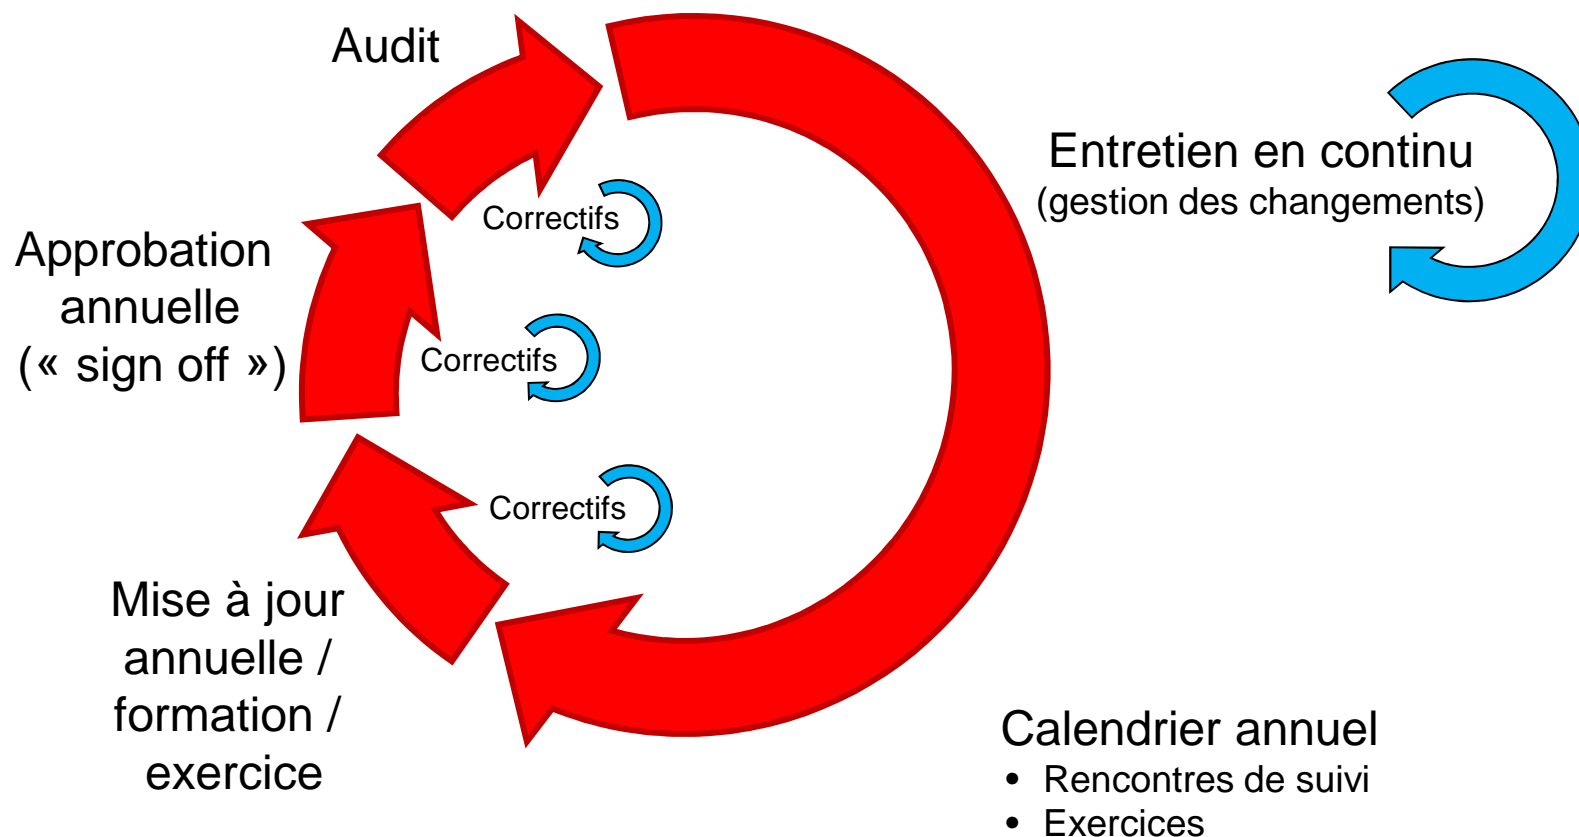 Audit
Entretien en continu
(gestion des changements)
Correctifs
Approbation
annuelle
(« sign off »)
Correctifs
Correctifs
Mise à jour
annuelle /
formation /
exercice
Calendrier annuel
• Rencontres de suivi
• Exercices